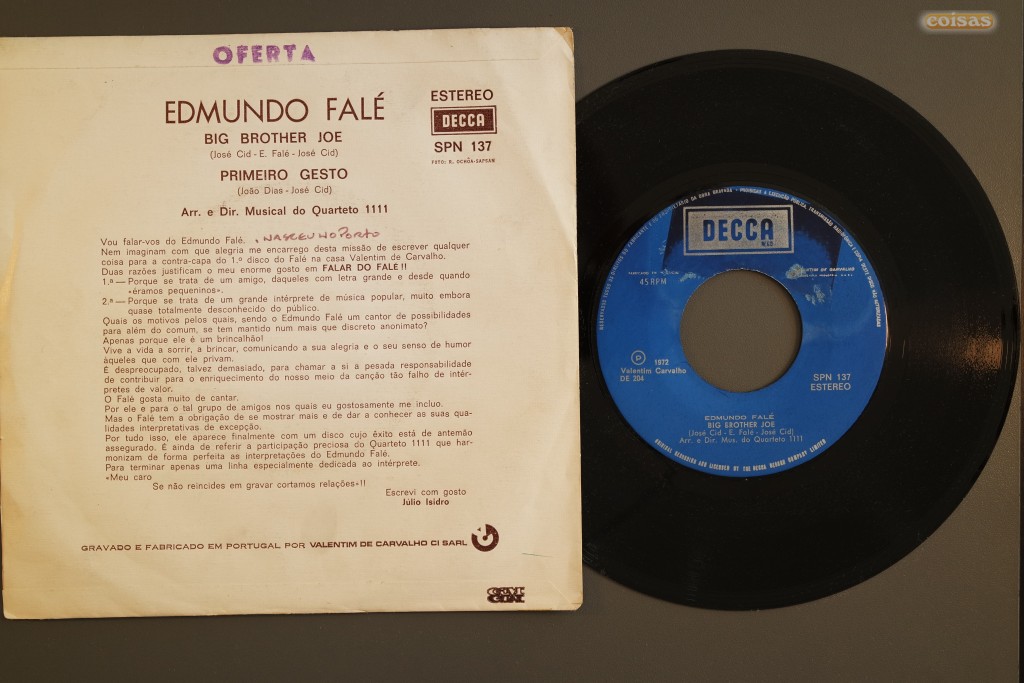 coisas
OFERTA
EDMUNDO FALÉ
BIG BROTHER JOE
(José Cid - E. Falé - José Cid)
PRIMEIRO GESTO
(João Dias - José Cid)
Arr. e Dir. Musical do Quarteto 1111
ESTEREO
DECCA
SPN 137
FOTO: B. OCHÔA-SAPSAN
Vou falar-vos do Edmundo Falé. , NASCEU NO PORTO
Nem imaginam com que alegria me encarrego desta missão de escrever qualquer
coisa para a contra-capa do 1.º disco do Falé na casa Valentim de Carvalho.
Duas razões justificam o meu enorme gosto em FALAR DO FALÉ!!
1.ª — Porque se trata de um amigo, daqueles com letra grande e desde quando
«éramos pequeninos».
2.ª — Porque se trata de um grande intérprete de música popular, muito embora
quase totalmente desconhecido do público.
Quais os motivos pelos quais, sendo o Edmundo Falé um cantor de possibilidades
para além do comum, se tem mantido num mais que discreto anonimato?
Apenas porque ele é um brincalhão!
Vive a vida a sorrir, a brincar, comunicando a sua alegria e o seu senso de humor
àqueles que com ele privam.
É despreocupado, talvez demasiado, para chamar a si a pesada responsabilidade
de contribuir para o enriquecimento do nosso meio da canção tão falho de intér-
pretes de valor.
O Falé gosta muito de cantar.
Por ele e para o tal grupo de amigos nos quais eu gostosamente me incluo.
Mas o Falé tem a obrigação de se mostrar mais e de dar a conhecer as suas qua-
lidades interpretativas de excepção.
Por tudo isso, ele aparece finalmente com um disco cujo êxito está de antemão
assegurado. É ainda de referir a participação preciosa do Quarteto 1111 que har-
monizam de forma perfeita as interpretações do Edmundo Falé.
Para terminar apenas uma linha especialmente dedicada ao intérprete.
«Meu caro
Se não reincides em gravar cortamos relações»!!
Escrevi com gosto
Júlio Isidro
GRAVADO E FABRICADO EM PORTUGAL POR VALENTIM DE CARVALHO CI SARL
DECCA
45 RPM
VALENTIM DE CARVALHO
Ⓟ 1972
Valentim Carvalho
DE 204
SPN 137
ESTEREO
EDMUNDO FALÉ
BIG BROTHER JOE
(José Cid - E. Falé - José Cid)
Arr. e Dir. Mus. do Quarteto 1111
ORIGINAL RECORDING AND LICENSED BY THE DECCA RECORD COMPANY LIMITED